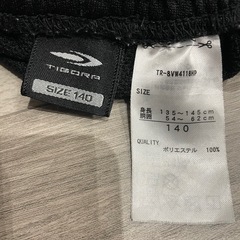 TIGORA
SIZE 140
TR-8VW4118HP
SIZE
身長 135~145cm
胴囲 54~ 62cm
140
QUALITY
ポリエステル 100%